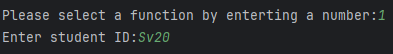 Please select a function by enterting a number:1
Enter student ID:Sv20